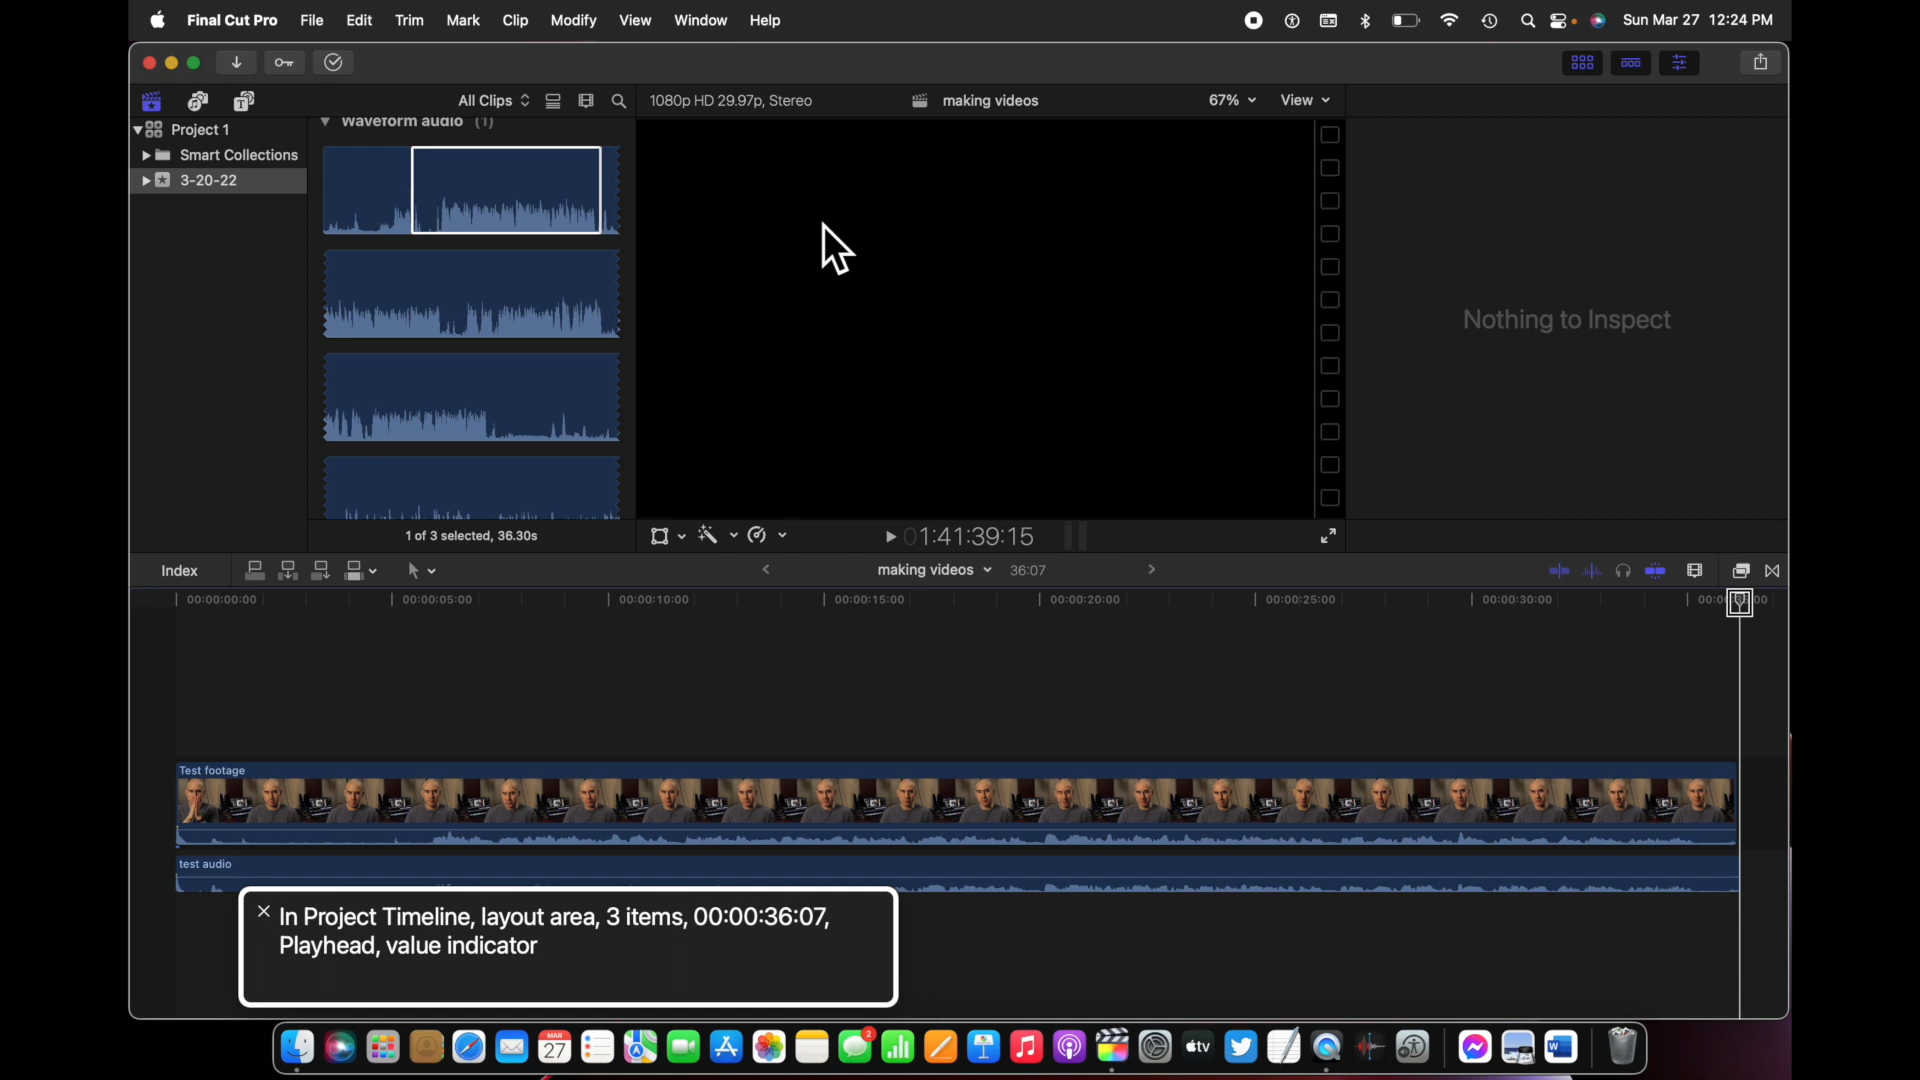 Final Cut Pro File Edit Trim Mark Clip Modify View Window Help Sun Mar 27 12:24 PM
All Clips 1080p HD 29.97p, Stereo making videos 67% View
Project 1
Smart Collections
3-20-22
Waveform audio (1)
Nothing to Inspect
1 of 3 selected, 36.30s
01:41:39:15
Index making videos 36:07
00:00:00:00 00:00:05:00 00:00:10:00 00:00:15:00 00:00:20:00 00:00:25:00 00:00:30:00
Test footage
test audio
In Project Timeline, layout area, 3 items, 00:00:36:07,
Playhead, value indicator
MAR
27
2
tv
W